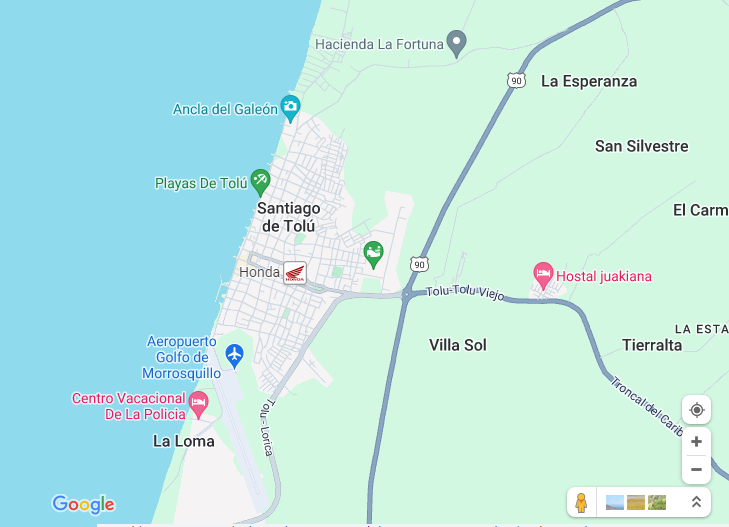 Hacienda La Fortuna
90
La Esperanza
Ancla del Galeón
San Silvestre
Playas De Tolú
Santiago
de Tolú
El Carm
90
Honda
HONDA
Hostal juakiana
Tolu-Tolu Viejo
LA ESTA
Aeropuerto
Golfo de
Morrosquillo
Villa Sol
Tierralta
Centro Vacacional
De La Policia
Tolu - Lorica
Troncal del Carib
La Loma
Google